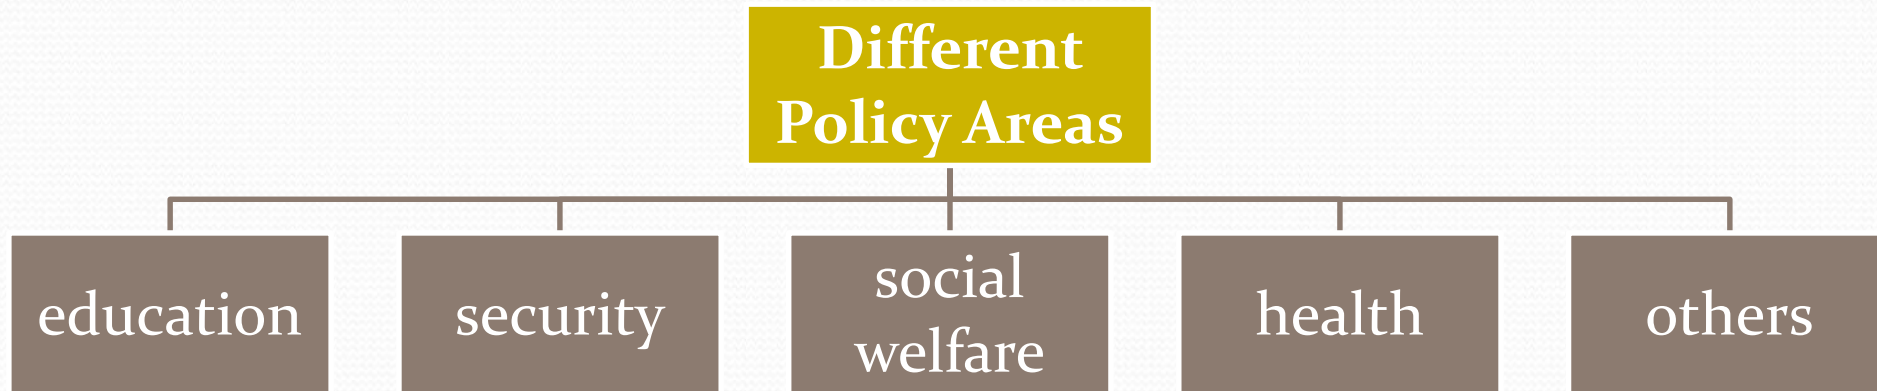 Different
Policy Areas
education
security
social
welfare
health
others